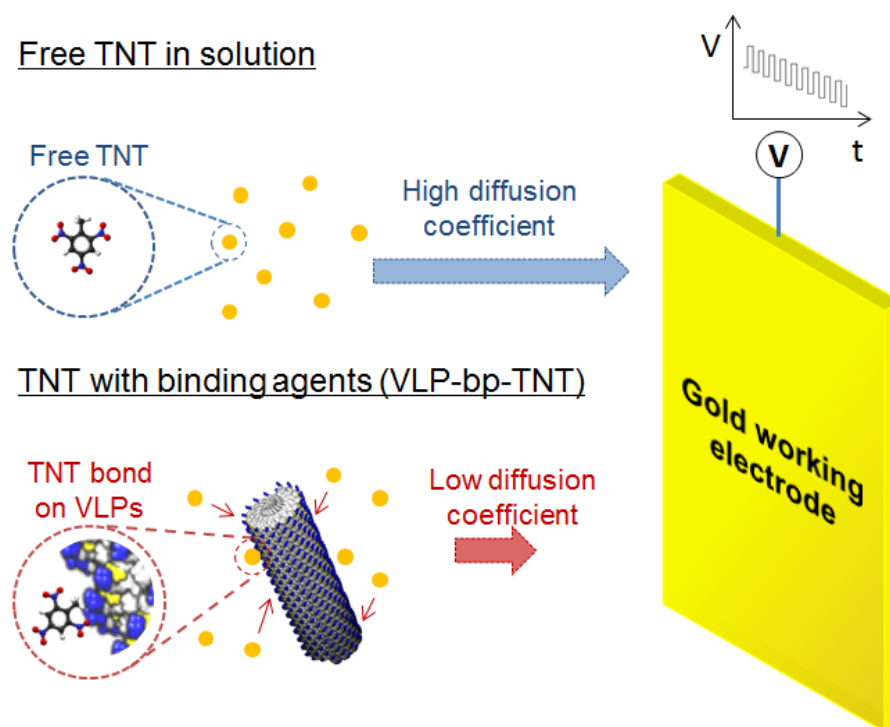 Free TNT in solution
V
t
V
Free TNT
High diffusion
coefficient
TNT with binding agents (VLP-bp-TNT)
TNT bond
on VLPs
Low diffusion
coefficient
Gold working
electrode